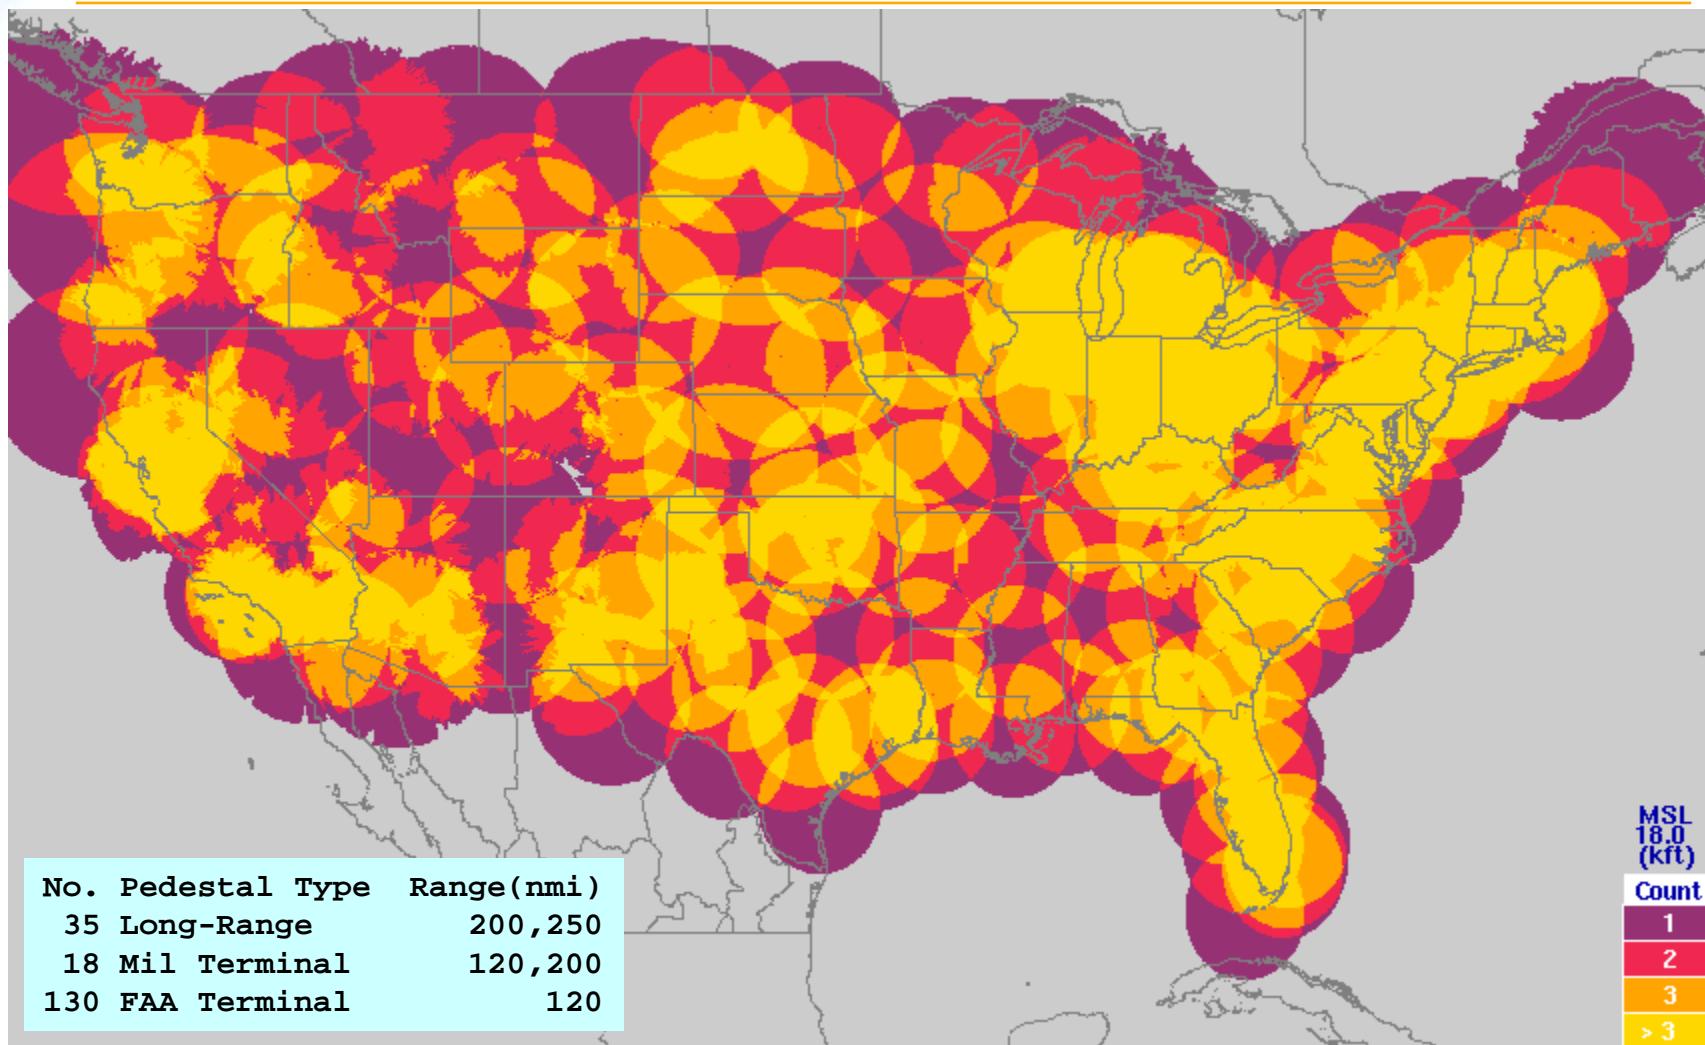 No. Pedestal Type Range(nmi)
35 Long-Range 200,250
18 Mil Terminal 120,200
130 FAA Terminal 120
MSL
18.0
(kft)
Count
1
2
3
> 3